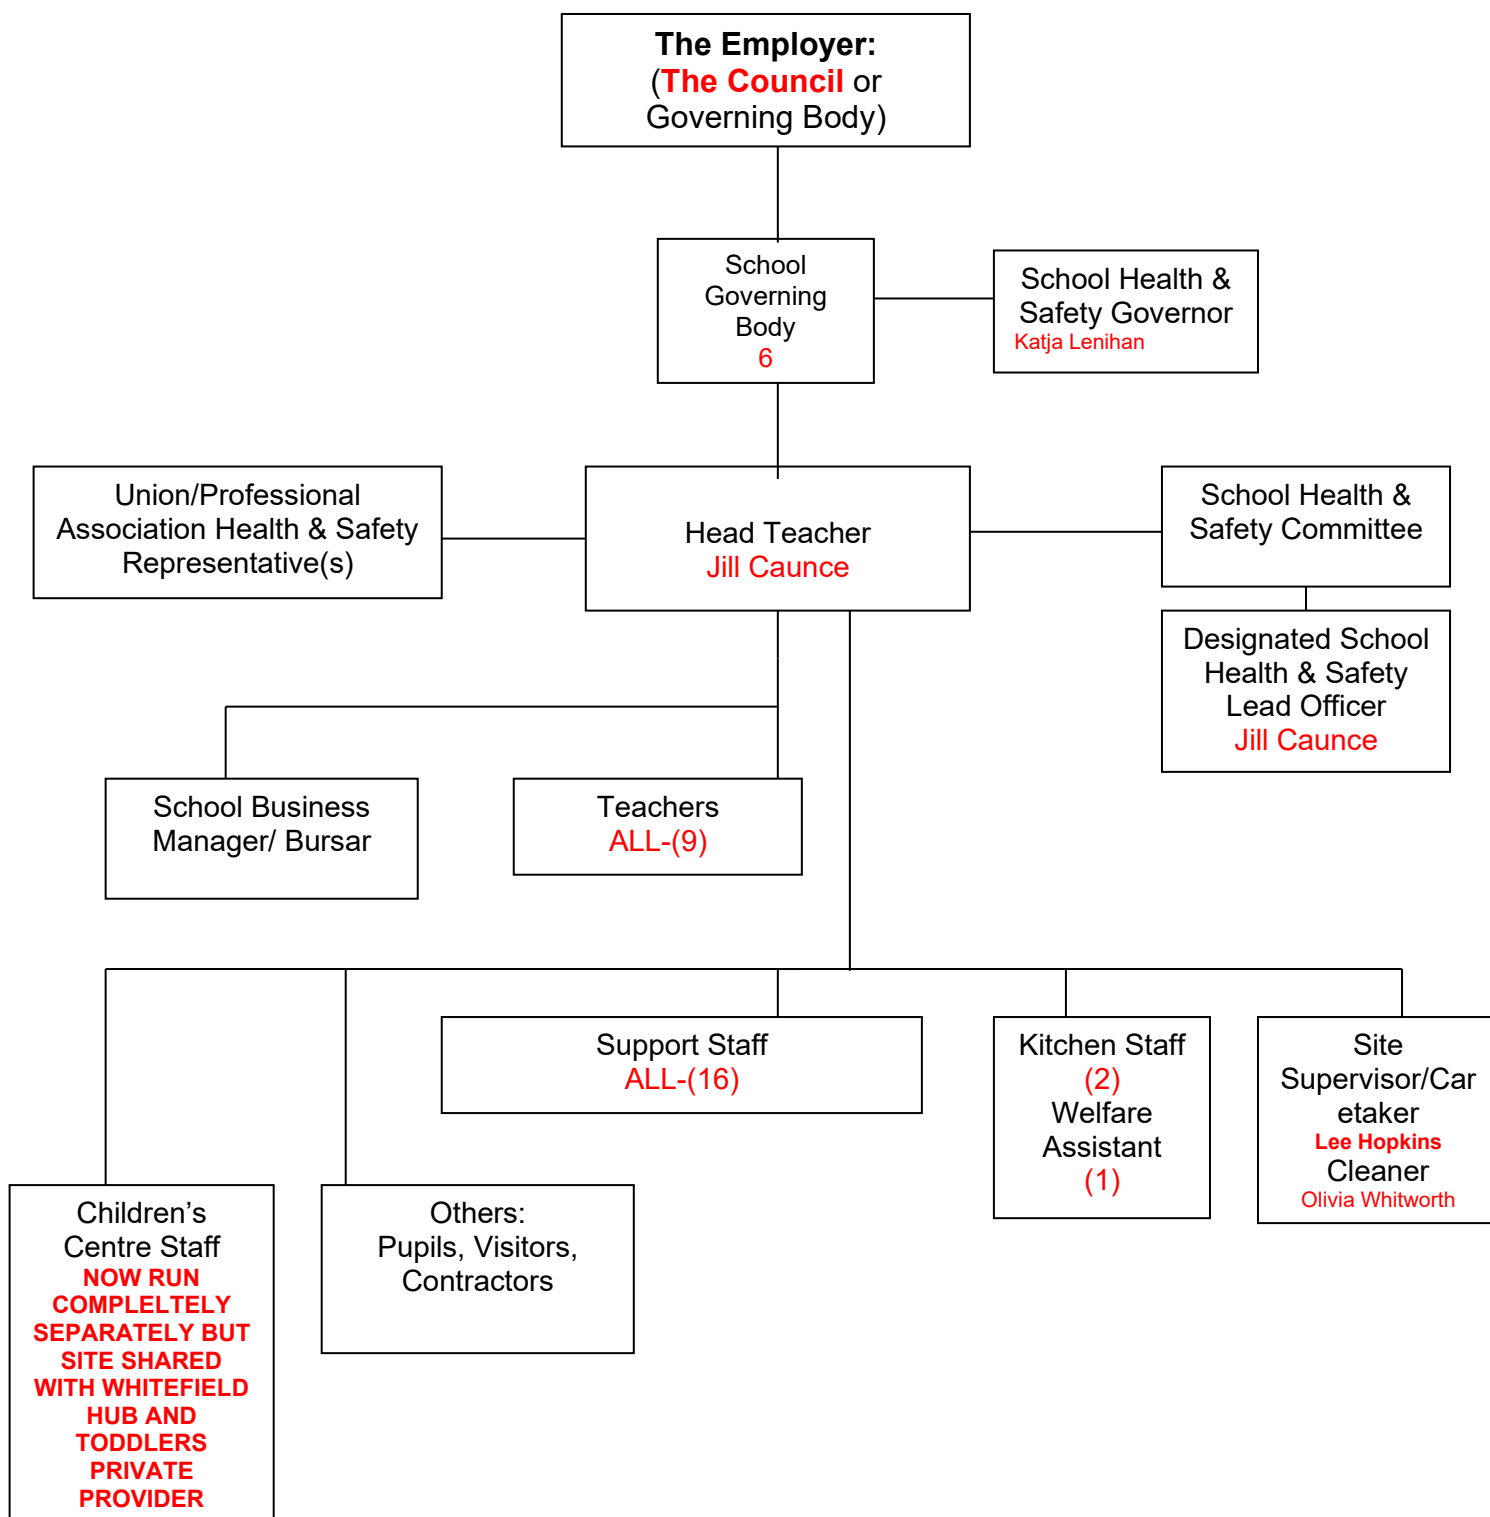 The Employer:
(The Council or
Governing Body)
School
Governing
Body
6
School Health &
Safety Governor
Katja Lenihan
Union/Professional
Association Health & Safety
Representative(s)
Head Teacher
Jill Caunce
School Health &
Safety Committee
Designated School
Health & Safety
Lead Officer
Jill Caunce
School Business
Manager/ Bursar
Teachers
ALL-(9)
Support Staff
ALL-(16)
Kitchen Staff
(2)
Welfare
Assistant
(1)
Site
Supervisor/Car
etaker
Lee Hopkins
Cleaner
Olivia Whitworth
Children’s
Centre Staff
NOW RUN
COMPLELTELY
SEPARATELY BUT
SITE SHARED
WITH WHITEFIELD
HUB AND
TODDLERS
PRIVATE
PROVIDER
Others:
Pupils, Visitors,
Contractors